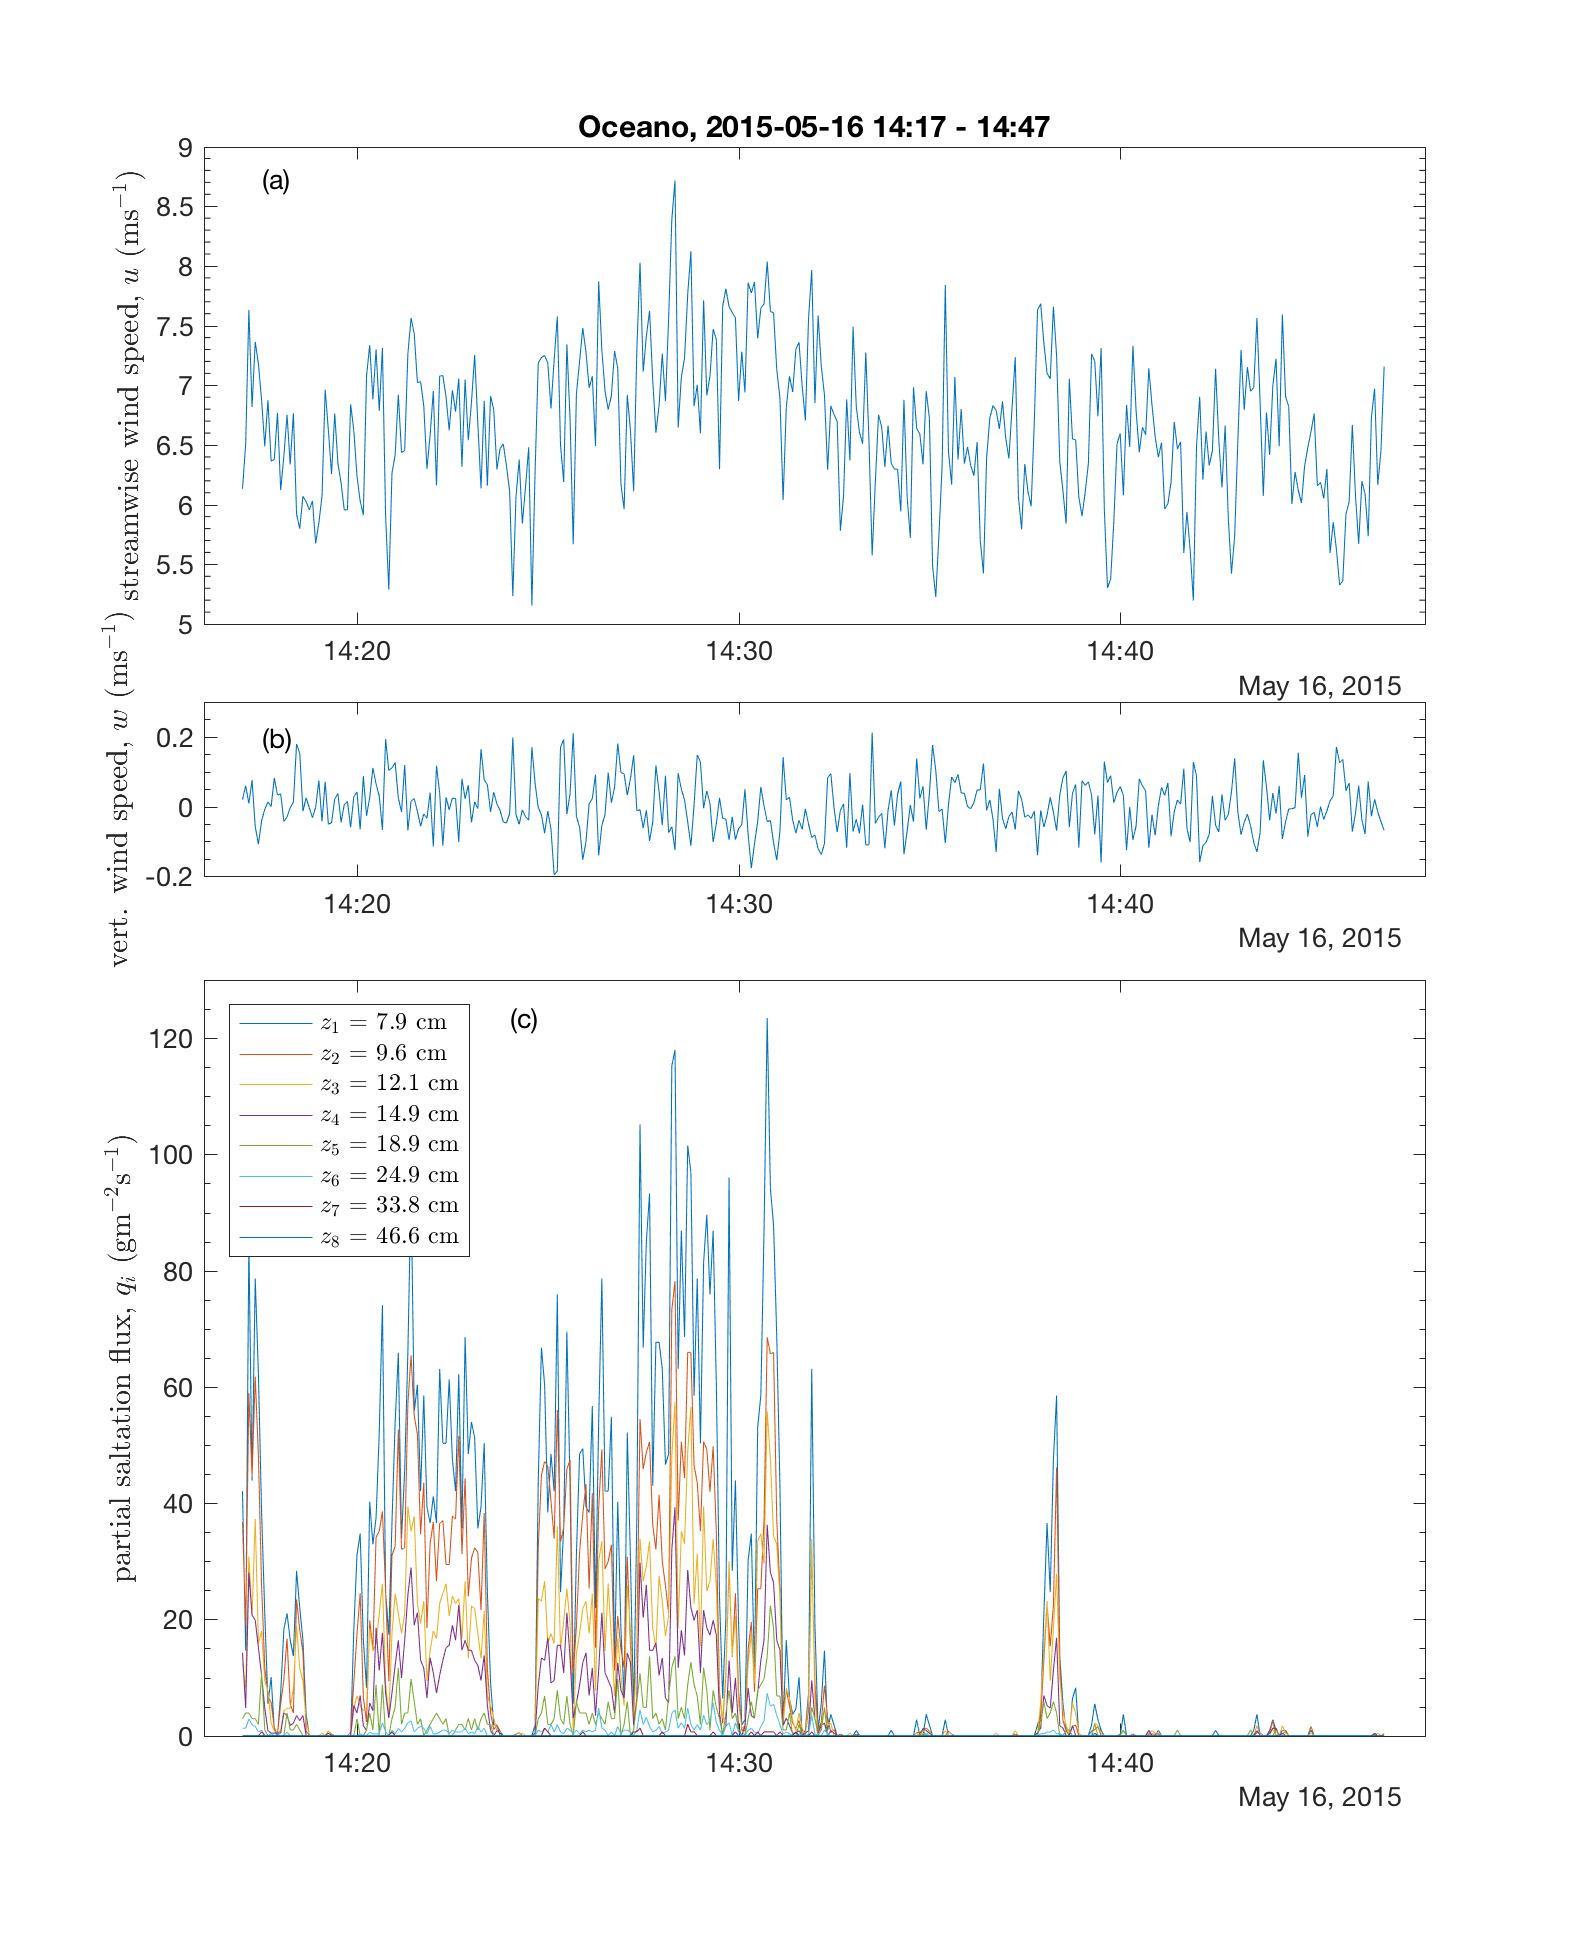 Oceano, 2015-05-16 14:17 - 14:47
(a)
streamwise wind speed, u (ms⁻¹)
9
8.5
8
7.5
7
6.5
6
5.5
5
14:20 14:30 14:40
May 16, 2015
(b)
vert. wind speed, w (ms⁻¹)
0.2
0
-0.2
14:20 14:30 14:40
May 16, 2015
(c)
z₁ = 7.9 cm
z₂ = 9.6 cm
z₃ = 12.1 cm
z₄ = 14.9 cm
z₅ = 18.9 cm
z₆ = 24.9 cm
z₇ = 33.8 cm
z₈ = 46.6 cm
partial saltation flux, qᵢ (gm⁻²s⁻¹)
120
100
80
60
40
20
0
14:20 14:30 14:40
May 16, 2015